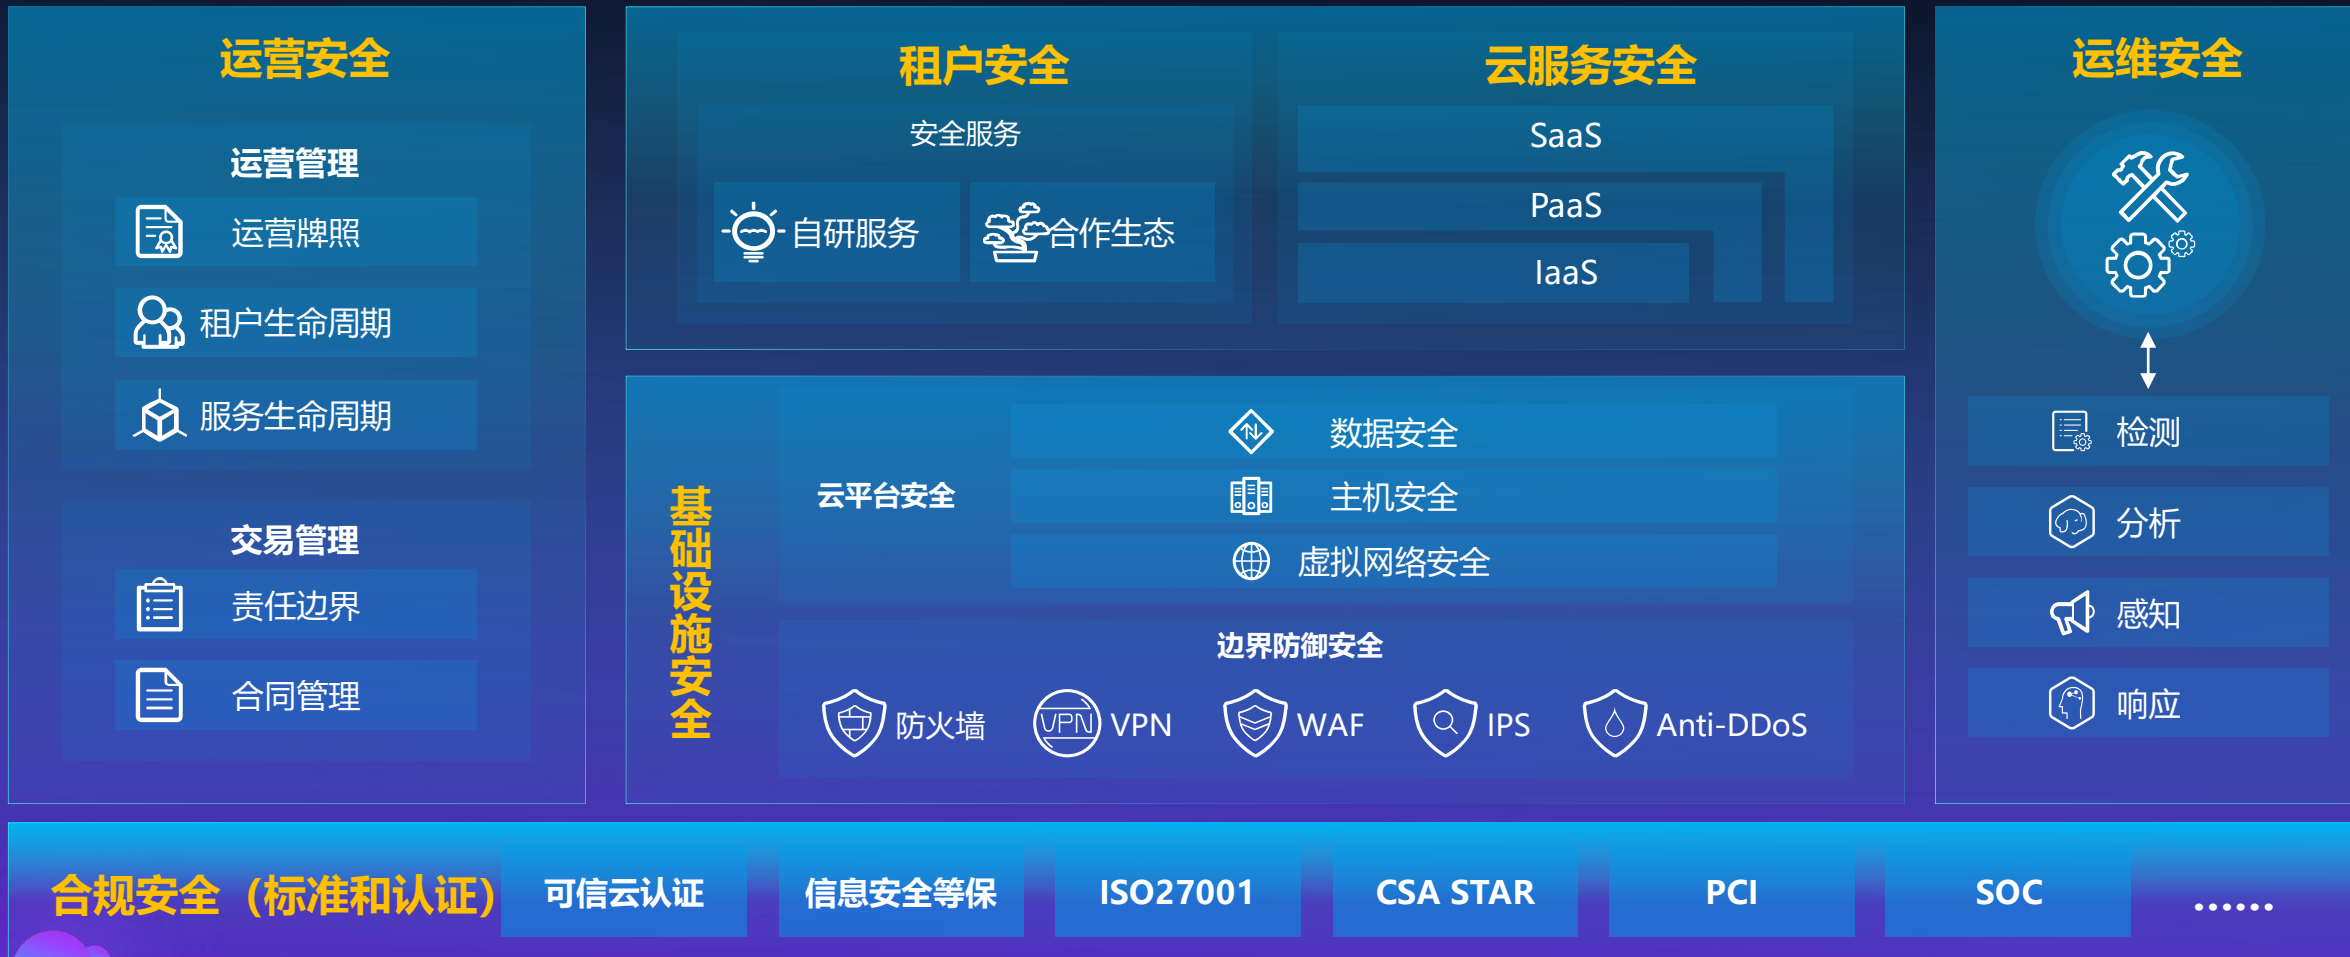 运营安全
运营管理
运营牌照
租户生命周期
服务生命周期
交易管理
责任边界
合同管理
租户安全
安全服务
自研服务
合作生态
云服务安全
SaaS
PaaS
IaaS
基础设施安全
云平台安全
数据安全
主机安全
虚拟网络安全
边界防御安全
防火墙
VPN
VPN
WAF
IPS
Anti-DDoS
运维安全
检测
分析
感知
响应
合规安全（标准和认证）
可信云认证
信息安全等保
ISO27001
CSA STAR
PCI
SOC
......